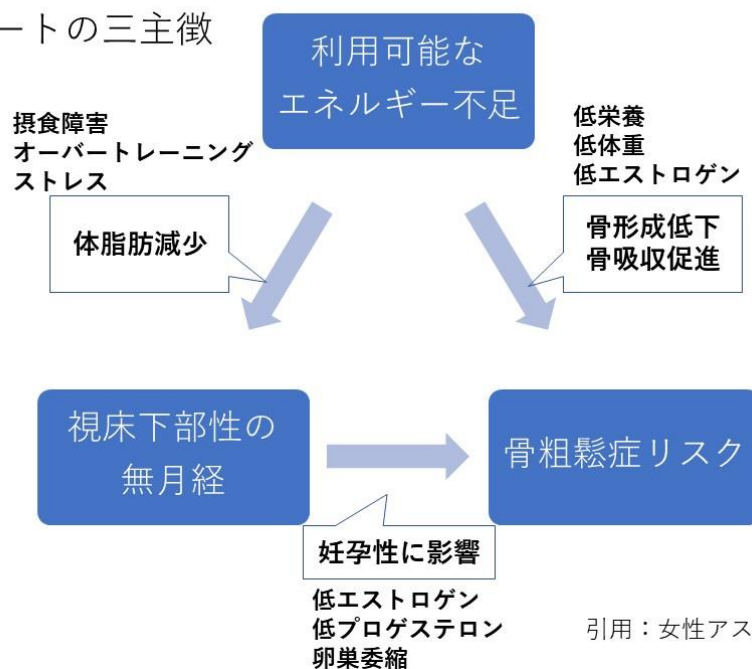 ートの三主徴
利用可能な
エネルギー不足
摂食障害
オーバートレーニング
ストレス
体脂肪減少
低栄養
低体重
低エストロゲン
骨形成低下
骨吸収促進
視床下部性の
無月経
骨粗鬆症リスク
妊孕性に影響
低エストロゲン
低プロゲステロン
卵巣委縮
引用：女性アス